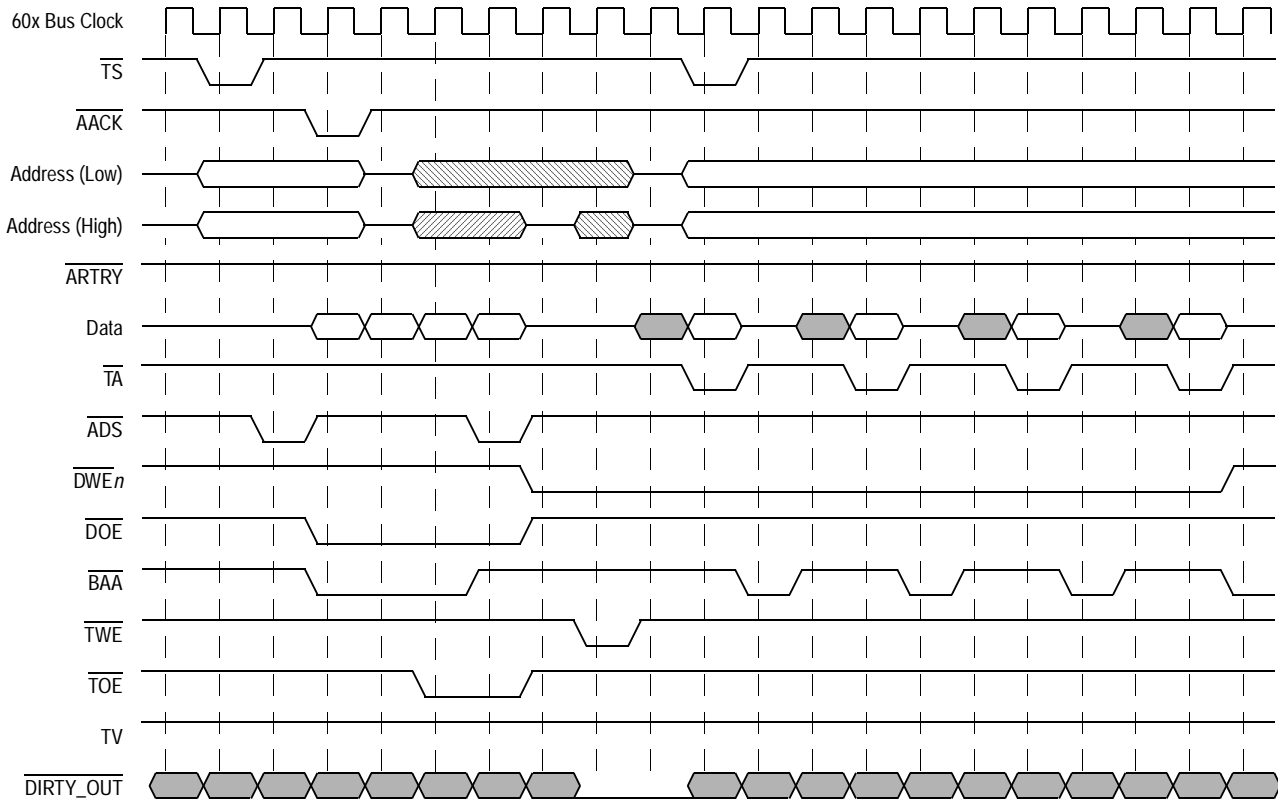 60x Bus Clock
TS
AACK
Address (Low)
Address (High)
ARTRY
Data
TA
ADS
DWEn
DOE
BAA
TWE
TOE
TV
DIRTY_OUT